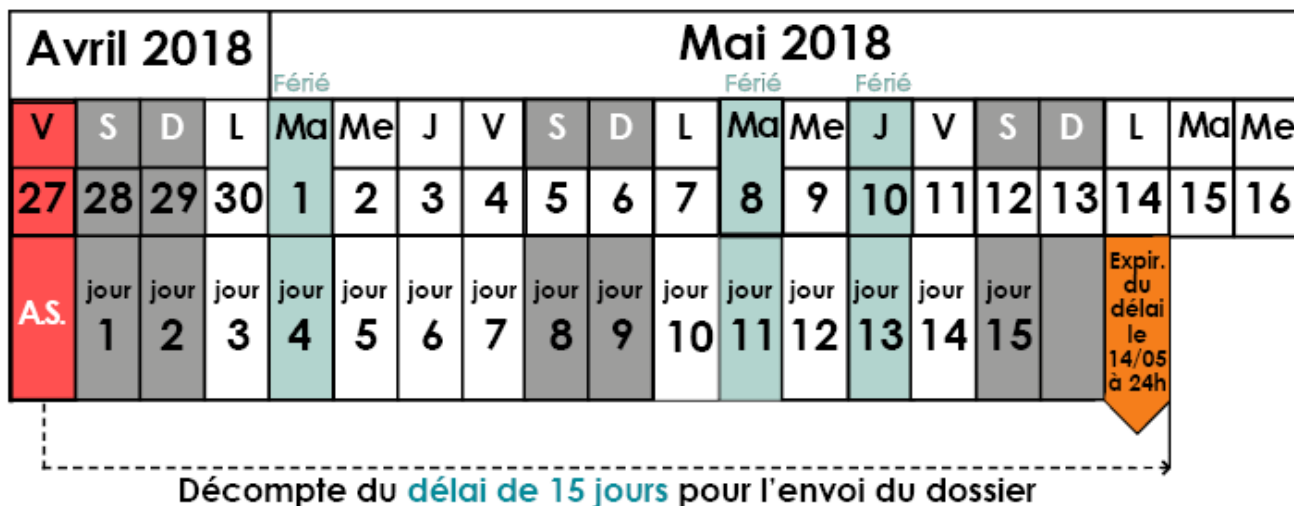 Avril 2018 Mai 2018
Férié Férié Férié
V S D L Ma Me J V S D L Ma Me J V S D L Ma Me
27 28 29 30 1 2 3 4 5 6 7 8 9 10 11 12 13 14 15 16
A.S. jour 1 jour 2 jour 3 jour 4 jour 5 jour 6 jour 7 jour 8 jour 9 jour 10 jour 11 jour 12 jour 13 jour 14 jour 15 Expir. du délai le 14/05 à 24h
Décompte du délai de 15 jours pour l'envoi du dossier